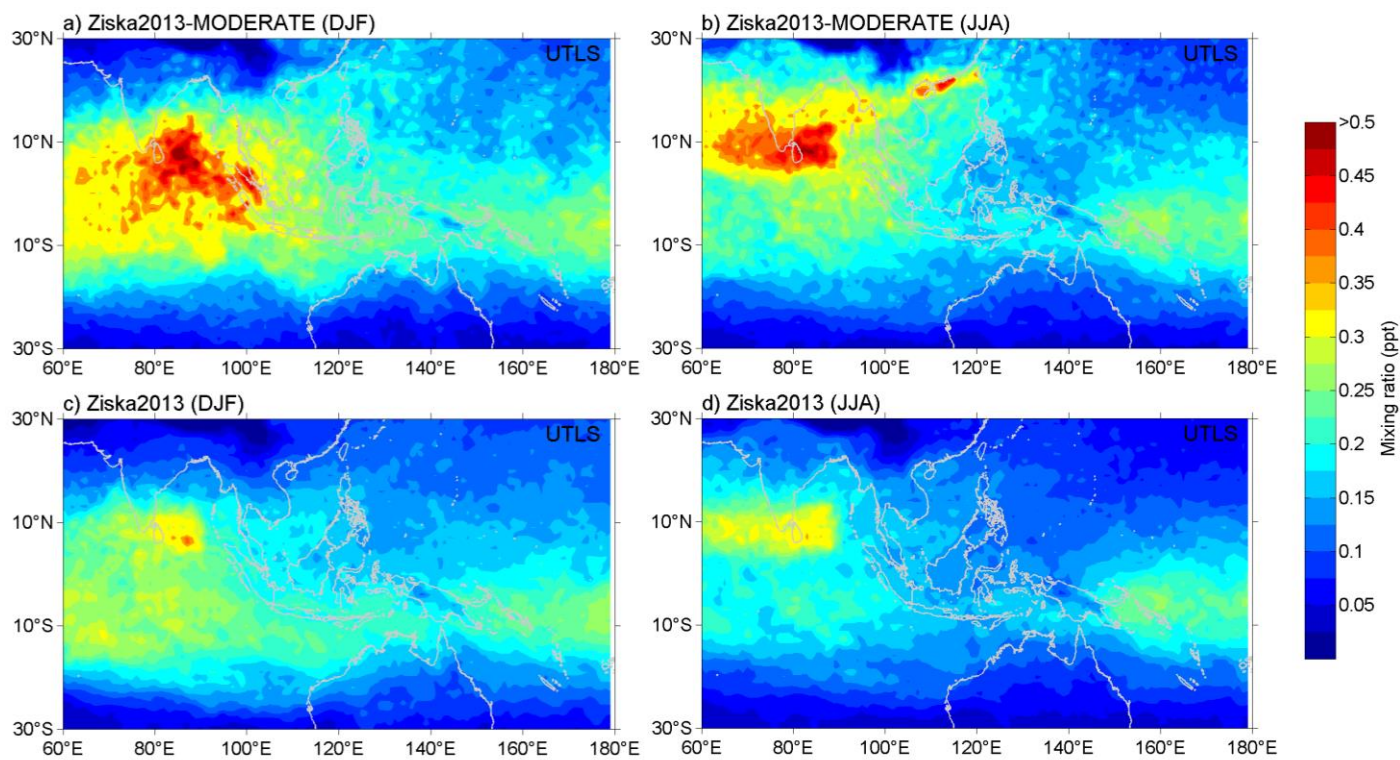 a) Ziska2013-MODERATE (DJF)
30°N
10°N
10°S
30°S
UTLS
60°E 80°E 100°E 120°E 140°E 160°E 180°E
b) Ziska2013-MODERATE (JJA)
30°N
10°N
10°S
30°S
UTLS
60°E 80°E 100°E 120°E 140°E 160°E 180°E
c) Ziska2013 (DJF)
30°N
10°N
10°S
30°S
UTLS
60°E 80°E 100°E 120°E 140°E 160°E 180°E
d) Ziska2013 (JJA)
30°N
10°N
10°S
30°S
UTLS
60°E 80°E 100°E 120°E 140°E 160°E 180°E
>0.5
0.45
0.4
0.35
0.3
0.25
0.2
0.15
0.1
0.05
Mixing ratio (ppt)